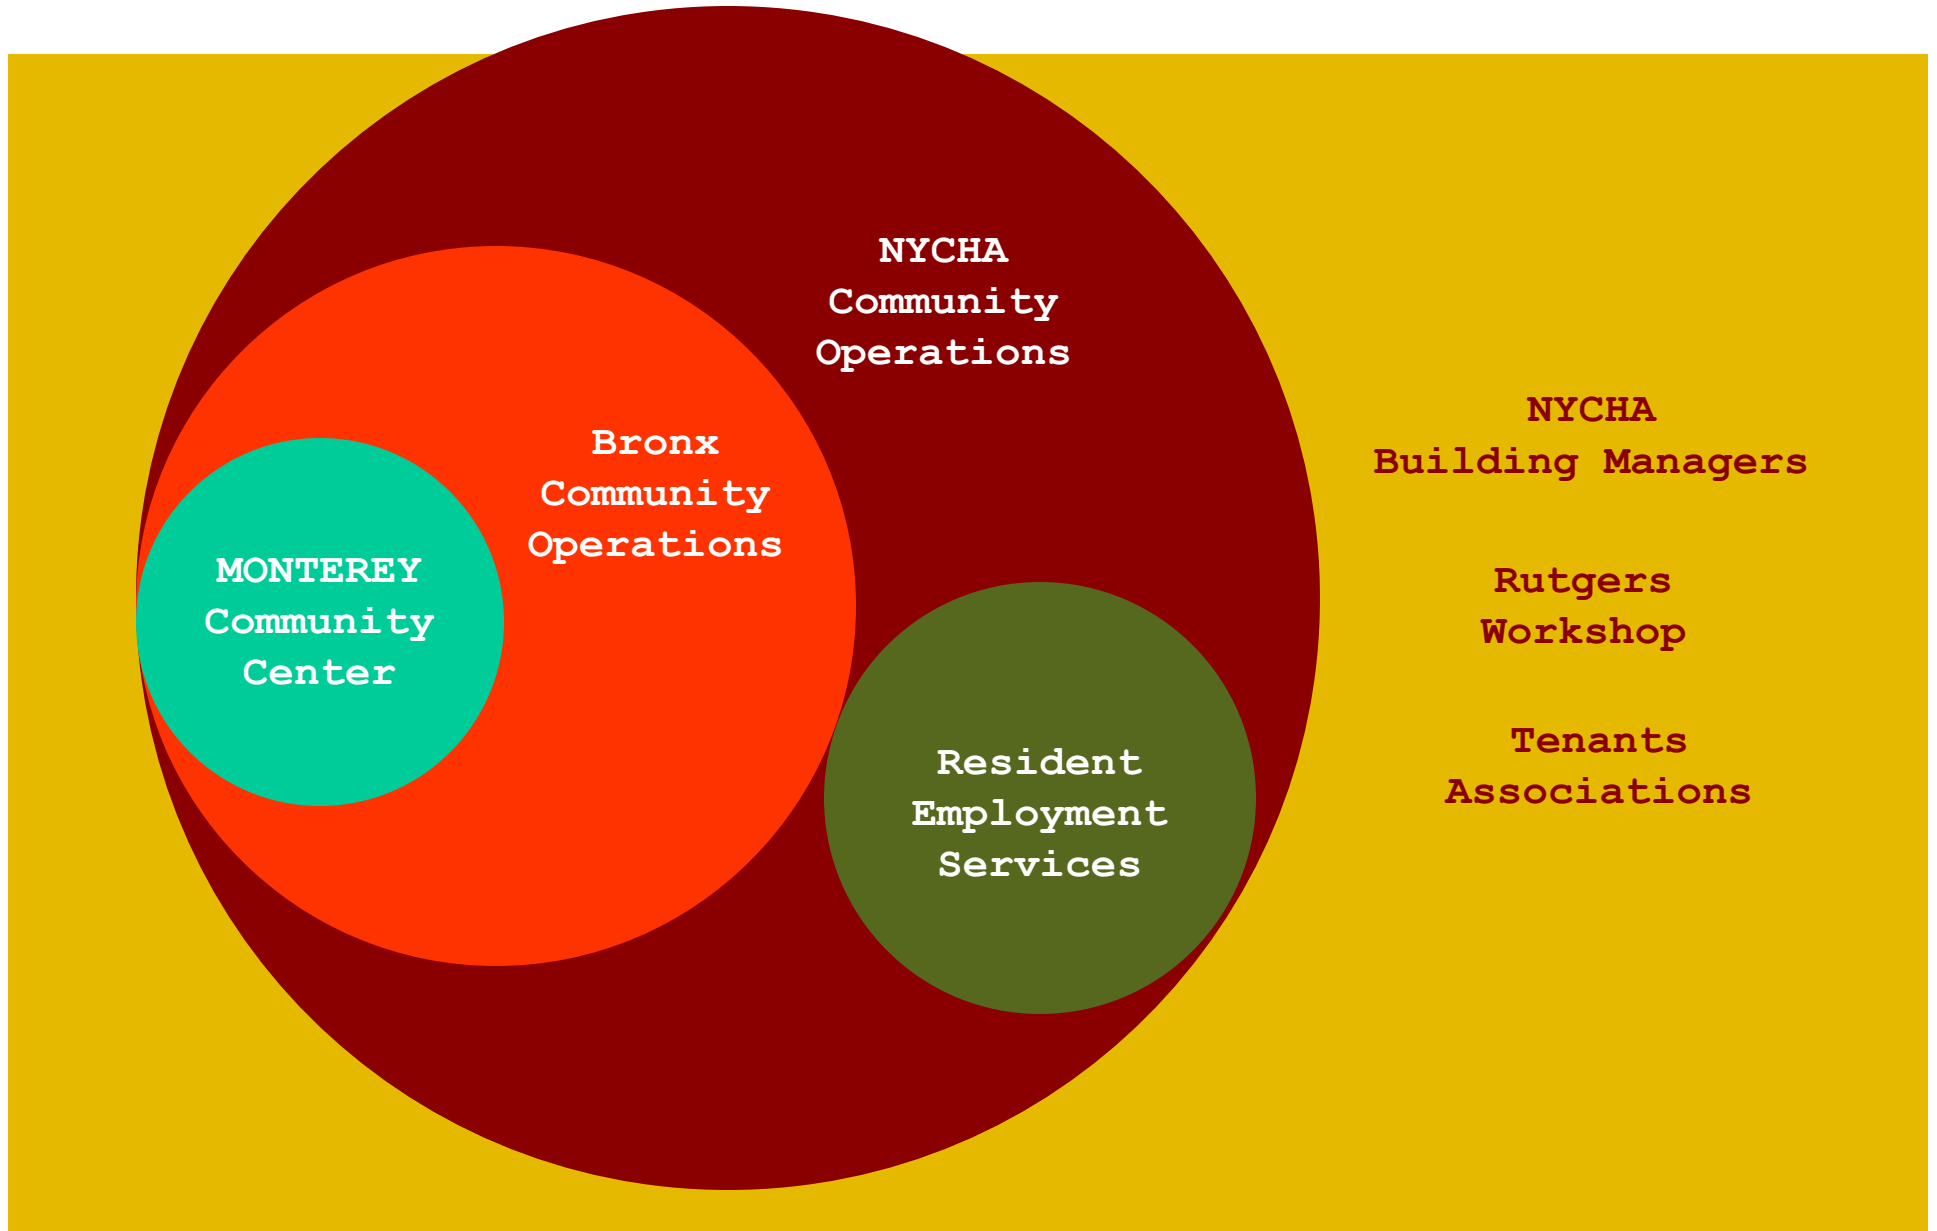 NYCHA
Community
Operations
Bronx
Community
Operations
MONTEREY
Community
Center
Resident
Employment
Services
NYCHA
Building Managers
Rutgers
Workshop
Tenants
Associations